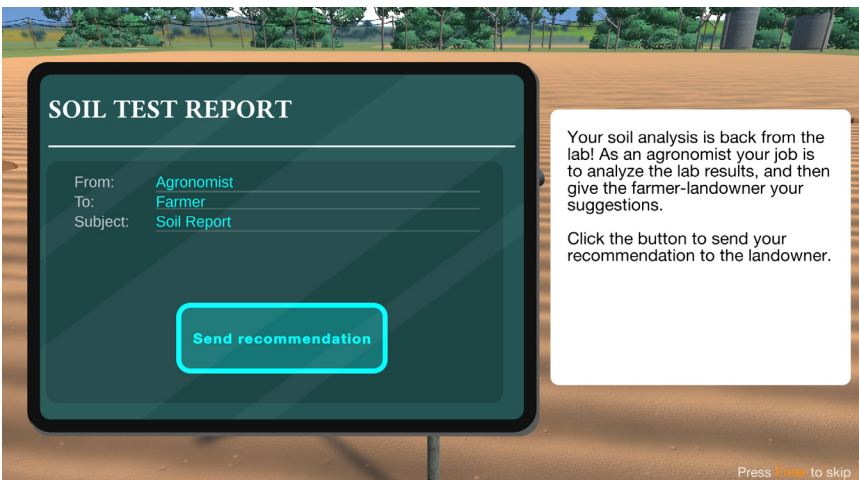 SOIL TEST REPORT
From: Agronomist
To: Farmer
Subject: Soil Report
Send recommendation
Your soil analysis is back from the
lab! As an agronomist your job is
to analyze the lab results, and then
give the farmer-landowner your
suggestions.
Click the button to send your
recommendation to the landowner.
Press Enter to skip